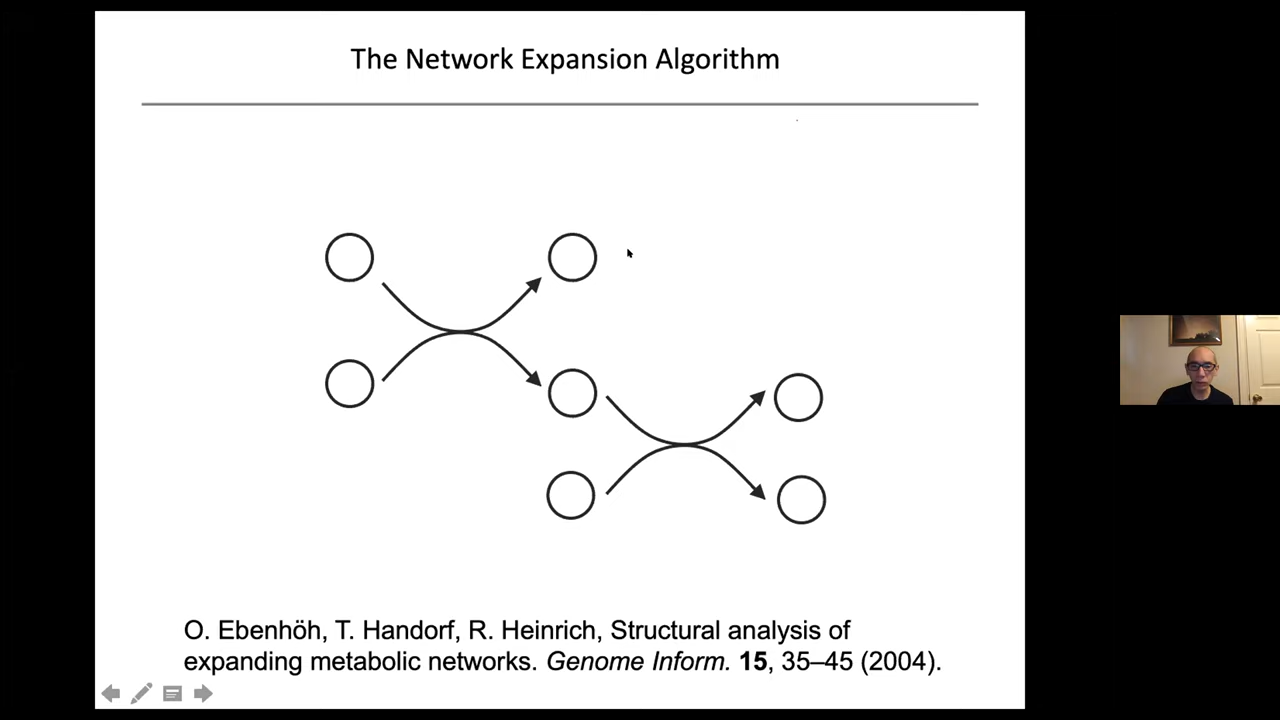 The Network Expansion Algorithm
O. Ebenhöh, T. Handorf, R. Heinrich, Structural analysis of
expanding metabolic networks. Genome Inform. 15, 35–45 (2004).